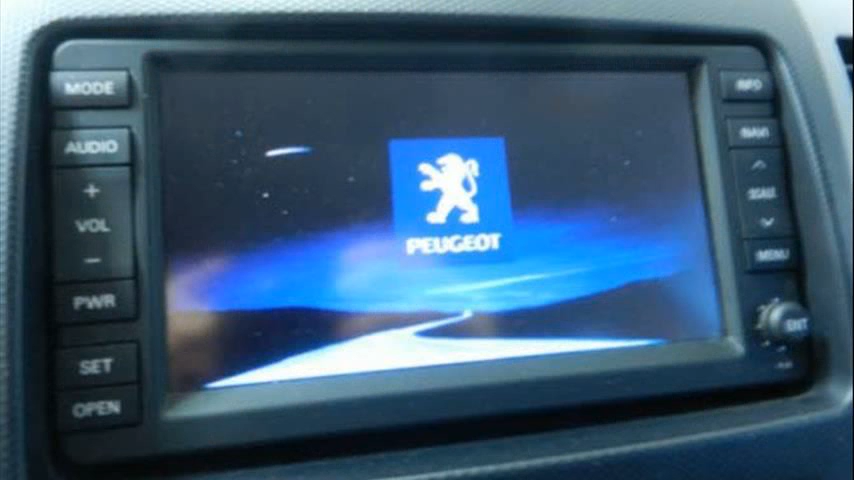 MODE
AUDIO
+
VOL
−
PWR
SET
OPEN
PEUGEOT
INFO
NAVI
SCALE
MENU
ENT